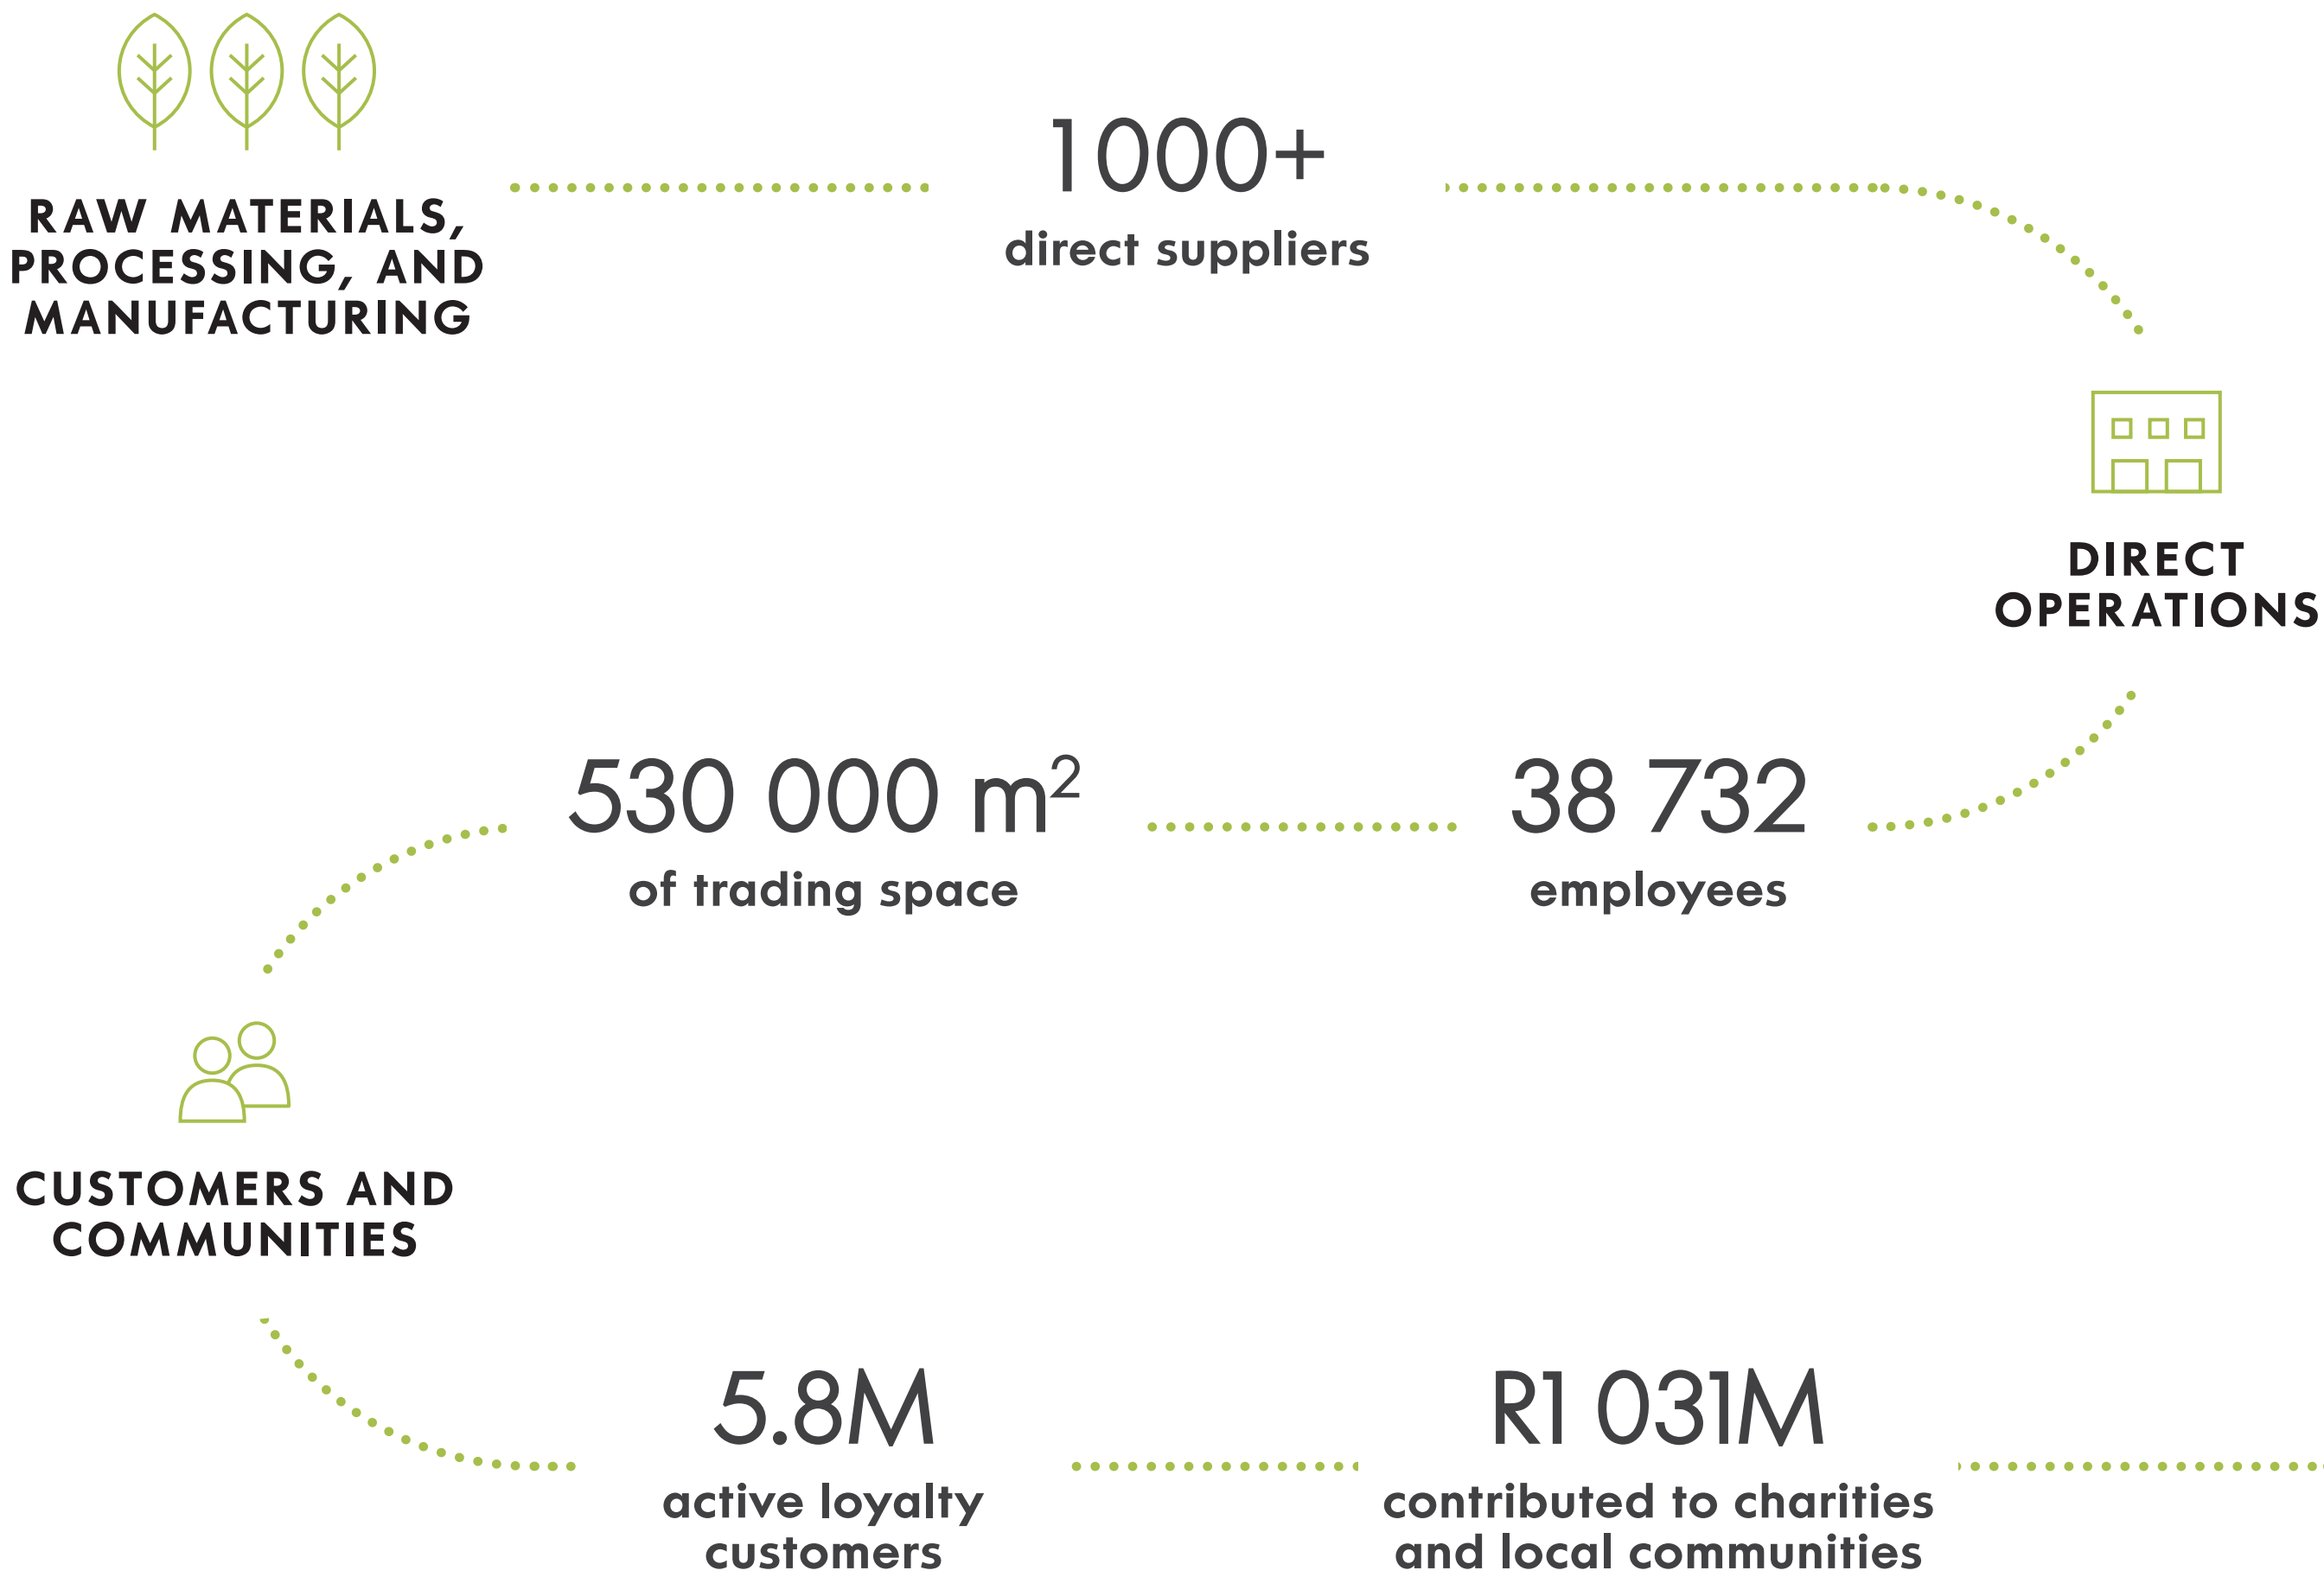 RAW MATERIALS,
PROCESSING, AND
MANUFACTURING
1000+
direct suppliers
DIRECT
OPERATIONS
38 732
employees
530 000 m²
of trading space
CUSTOMERS AND
COMMUNITIES
5.8M
active loyalty
customers
R1 031M
contributed to charities
and local communities